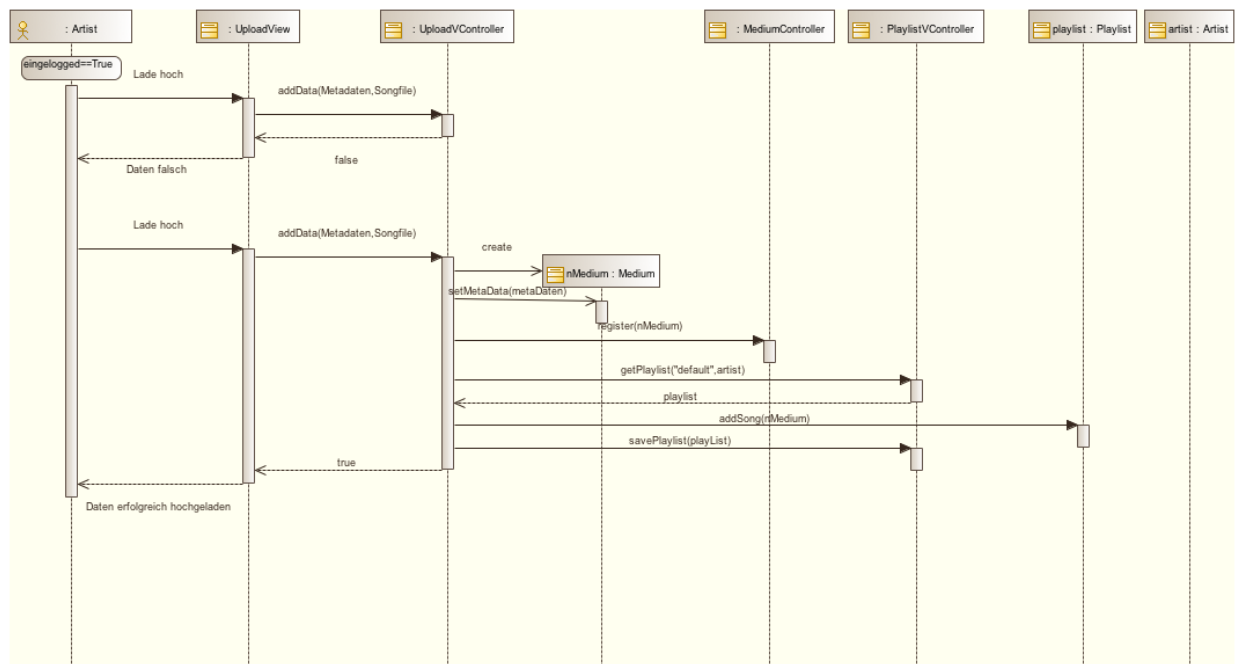 : Artist
: UploadView
: UploadVController
: MediumController
: PlaylistVController
playlist : Playlist
artist : Artist
eingelogged==True
Lade hoch
addData(Metadaten,Songfile)
false
Daten falsch
Lade hoch
addData(Metadaten,Songfile)
create
nMedium : Medium
setMetaData(metaDaten)
register(nMedium)
getPlaylist("default",artist)
playlist
addSong(nMedium)
savePlaylist(playList)
true
Daten erfolgreich hochgeladen